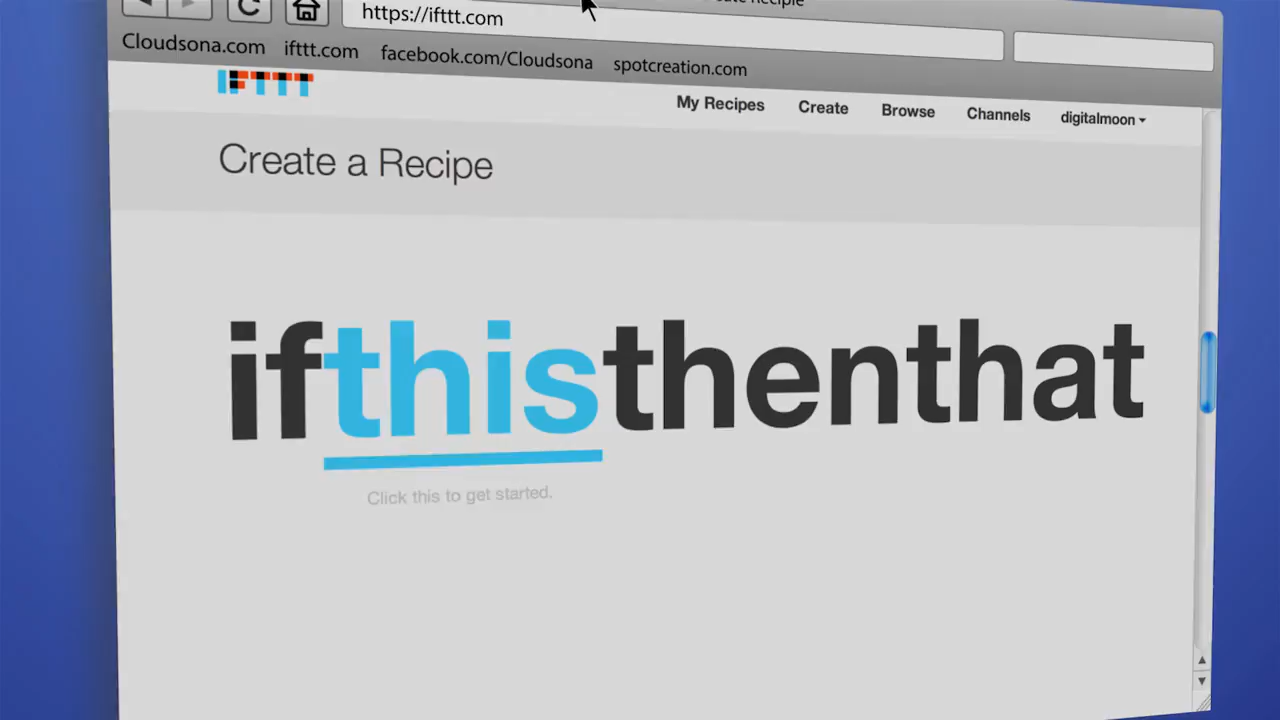 https://ifttt.com
Cloudsona.com ifttt.com facebook.com/Cloudsona spotcreation.com
IFTTT
My Recipes Create Browse Channels digitalmoon
Create a Recipe
ifthisthenthat
Click this to get started.